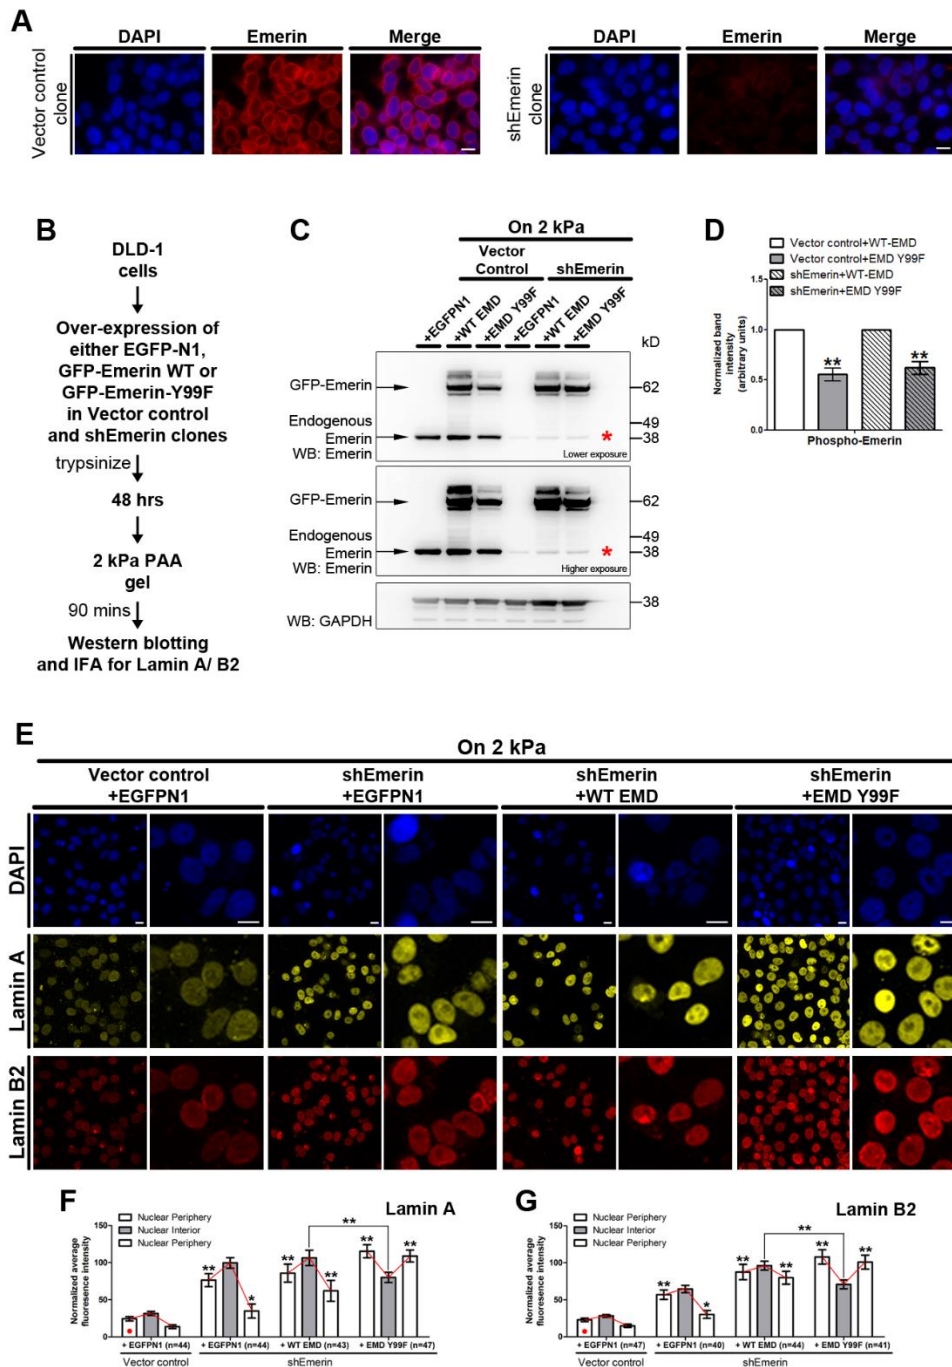 A
DAPI
Emerin
Merge
Vector control
clone
DAPI
Emerin
Merge
shEmerin
clone
B
DLD-1
cells
Over-expression of
either EGFP-N1,
GFP-Emerin WT or
GFP-Emerin-Y99F
in Vector control
and shEmerin clones
trypsinize
48 hrs
2 kPa PAA
gel
90 mins
Western blotting
and IFA for Lamin A/ B2
C
On 2 kPa
Vector
Control
shEmerin
+EGFPN1
+WT EMD
+EMD Y99F
+EGFPN1
+WT EMD
+EMD Y99F
kD
GFP-Emerin
62
49
Endogenous
Emerin
38
*
WB: Emerin
Lower exposure
GFP-Emerin
62
49
Endogenous
Emerin
38
*
WB: Emerin
Higher exposure
38
WB: GAPDH
D
Vector control+WT-EMD
Vector control+EMD Y99F
shEmerin+WT-EMD
shEmerin+EMD Y99F
Normalized band
intensity
(arbitrary units)
1.5
1.0
0.5
0.0
**
**
Phospho-Emerin
E
On 2 kPa
Vector control
+EGFPN1
shEmerin
+EGFPN1
shEmerin
+WT EMD
shEmerin
+EMD Y99F
DAPI
Lamin A
Lamin B2
F
Lamin A
Nuclear Periphery
Nuclear Interior
Nuclear Periphery
Normalized average
fluoresence intensity
150
100
50
0
**
*
**
**
**
**
**
+ EGFPN1 (n=44)
+ EGFPN1 (n=44)
+ WT EMD (n=43)
+ EMD Y99F (n=47)
Vector control
shEmerin
G
Lamin B2
Nuclear Periphery
Nuclear Interior
Nuclear Periphery
Normalized average
fluoresence intensity
150
100
50
0
**
*
**
**
**
**
**
+ EGFPN1 (n=47)
+ EGFPN1 (n=40)
+ WT EMD (n=44)
+ EMD Y99F (n=41)
Vector control
shEmerin